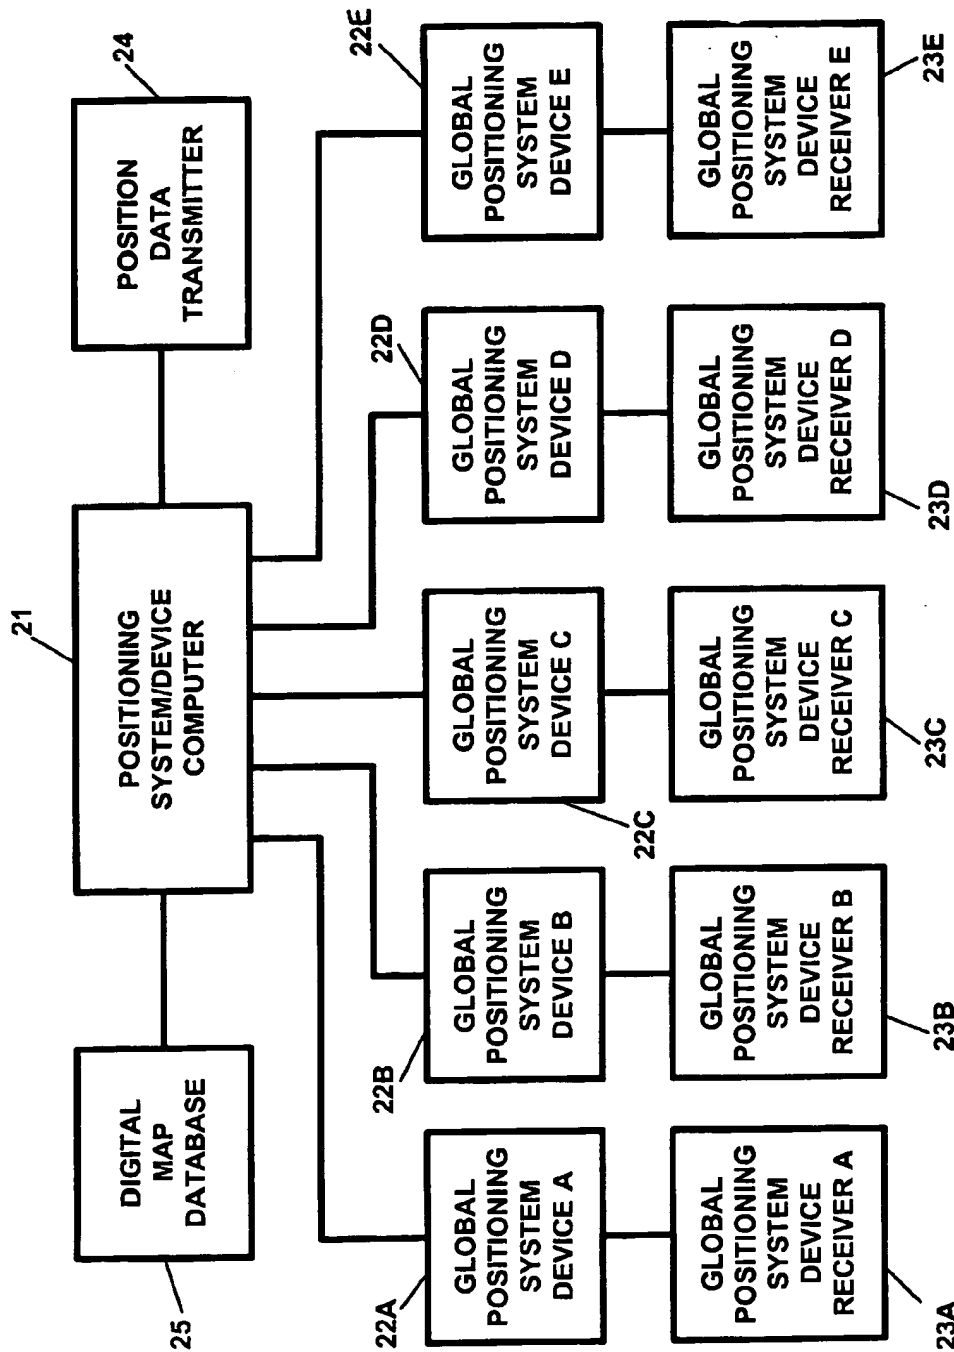 21
24
25
DIGITAL
MAP
DATABASE
POSITIONING
SYSTEM/DEVICE
COMPUTER
POSITION
DATA
TRANSMITTER
22A
GLOBAL
POSITIONING
SYSTEM
DEVICE A
22B
GLOBAL
POSITIONING
SYSTEM
DEVICE B
22C
GLOBAL
POSITIONING
SYSTEM
DEVICE C
22D
GLOBAL
POSITIONING
SYSTEM
DEVICE D
22E
GLOBAL
POSITIONING
SYSTEM
DEVICE E
GLOBAL
POSITIONING
SYSTEM
DEVICE
RECEIVER A
23A
GLOBAL
POSITIONING
SYSTEM
DEVICE
RECEIVER B
23B
GLOBAL
POSITIONING
SYSTEM
DEVICE
RECEIVER C
23C
GLOBAL
POSITIONING
SYSTEM
DEVICE
RECEIVER D
23D
GLOBAL
POSITIONING
SYSTEM
DEVICE
RECEIVER E
23E